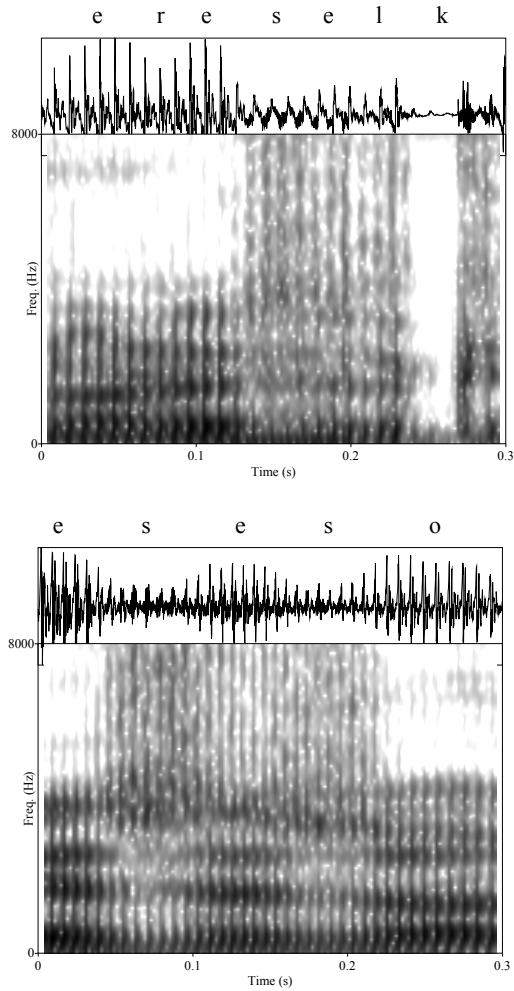 e r e s e l k
8000
Freq. (Hz)
0
0 0.1 0.2 0.3
Time (s)
e s e s o
8000
Freq. (Hz)
0
0 0.1 0.2 0.3
Time (s)